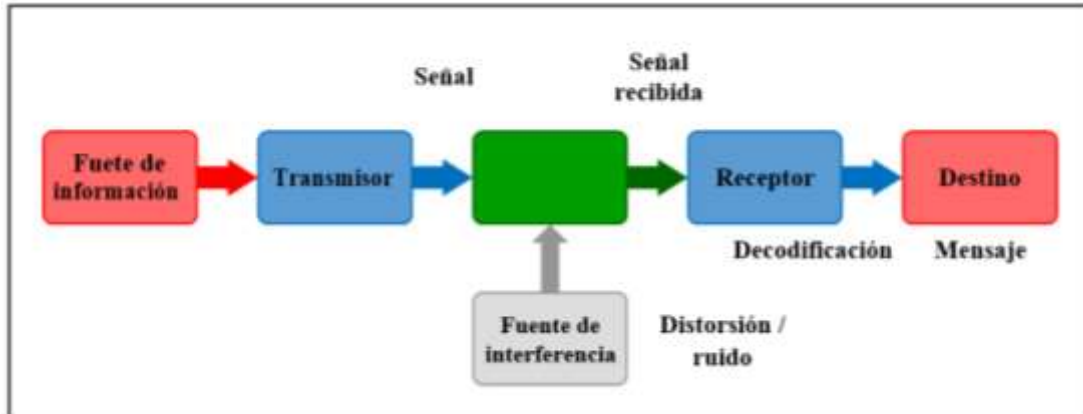 Señal
Señal
recibida
Fuete de
información
Transmisor
Receptor
Destino
Decodificación
Mensaje
Fuente de
interferencia
Distorsión /
ruido